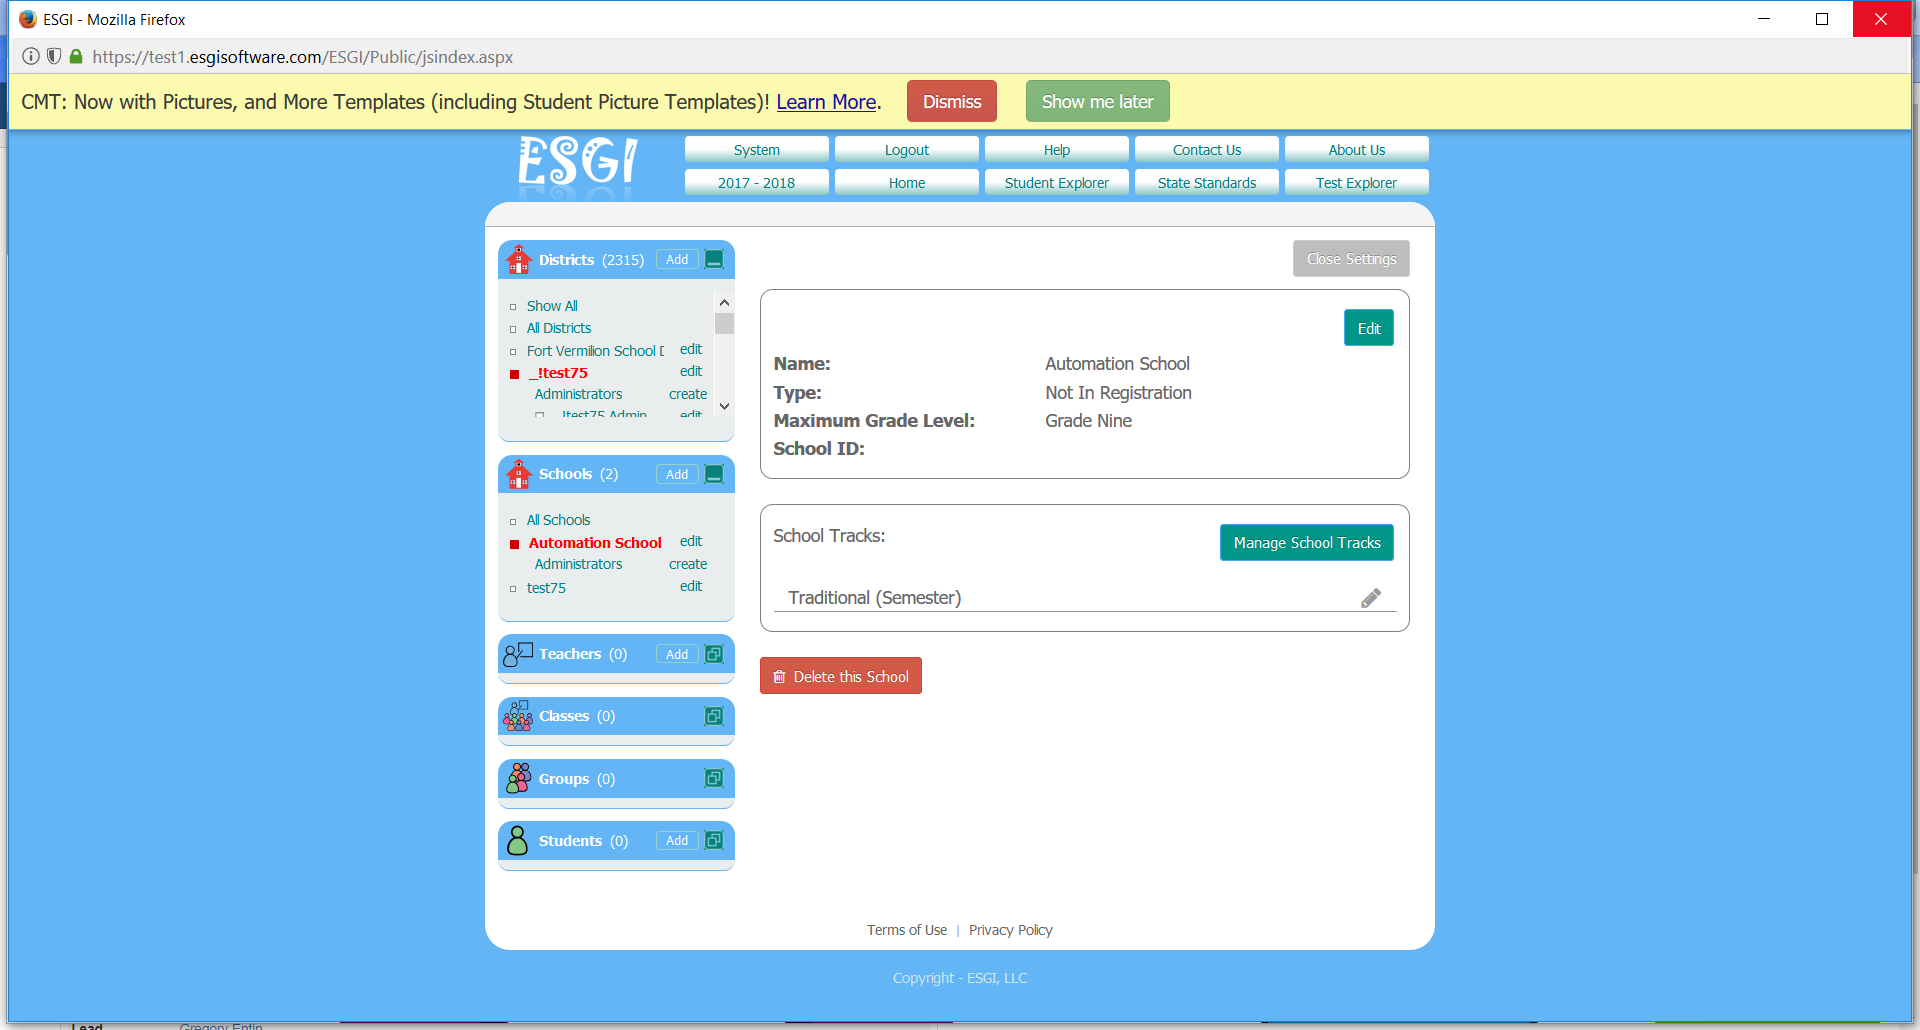 ESGI - Mozilla Firefox
https://test1.esgisoftware.com/ESGI/Public/jsindex.aspx
CMT: Now with Pictures, and More Templates (including Student Picture Templates)! Learn More. Dismiss Show me later
ESGI
System Logout Help Contact Us About Us
2017 - 2018 Home Student Explorer State Standards Test Explorer
Close Settings
Districts (2315) Add
Show All
All Districts
Fort Vermilion School D edit
_!test75 edit
Administrators create
!test75 Admin edit
Schools (2) Add
All Schools
Automation School edit
Administrators create
test75 edit
Teachers (0) Add
Classes (0)
Groups (0)
Students (0) Add
Edit
Name: Automation School
Type: Not In Registration
Maximum Grade Level: Grade Nine
School ID:
School Tracks: Manage School Tracks
Traditional (Semester)
Delete this School
Terms of Use | Privacy Policy
Copyright - ESGI, LLC
Lead Gregory Entin